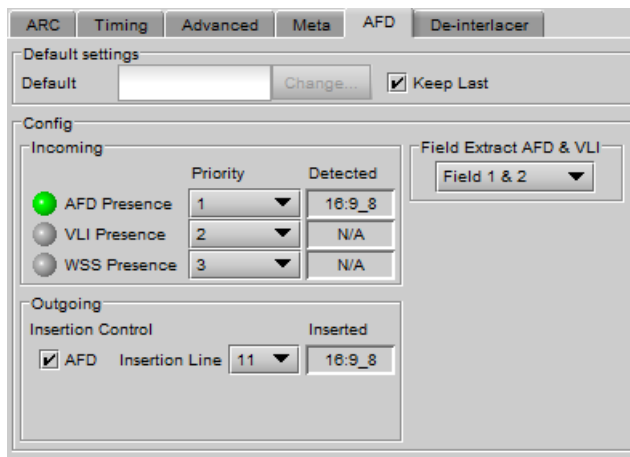 ARC Timing Advanced Meta AFD De-interlacer
Default settings
Default Change... Keep Last
Config
Incoming Field Extract AFD & VLI
Priority Detected Field 1 & 2
AFD Presence 1 16:9_8
VLI Presence 2 N/A
WSS Presence 3 N/A
Outgoing
Insertion Control Inserted
AFD Insertion Line 11 16:9_8